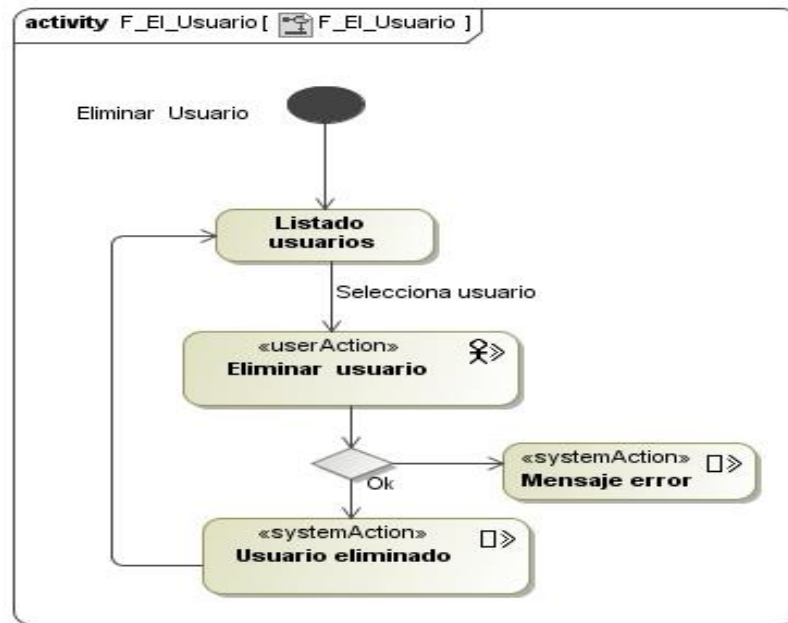 activity F_El_Usuario [ F_El_Usuario ]
Eliminar Usuario
Listado
usuarios
Selecciona usuario
«userAction»
Eliminar usuario
«systemAction»
Mensaje error
Ok
«systemAction»
Usuario eliminado